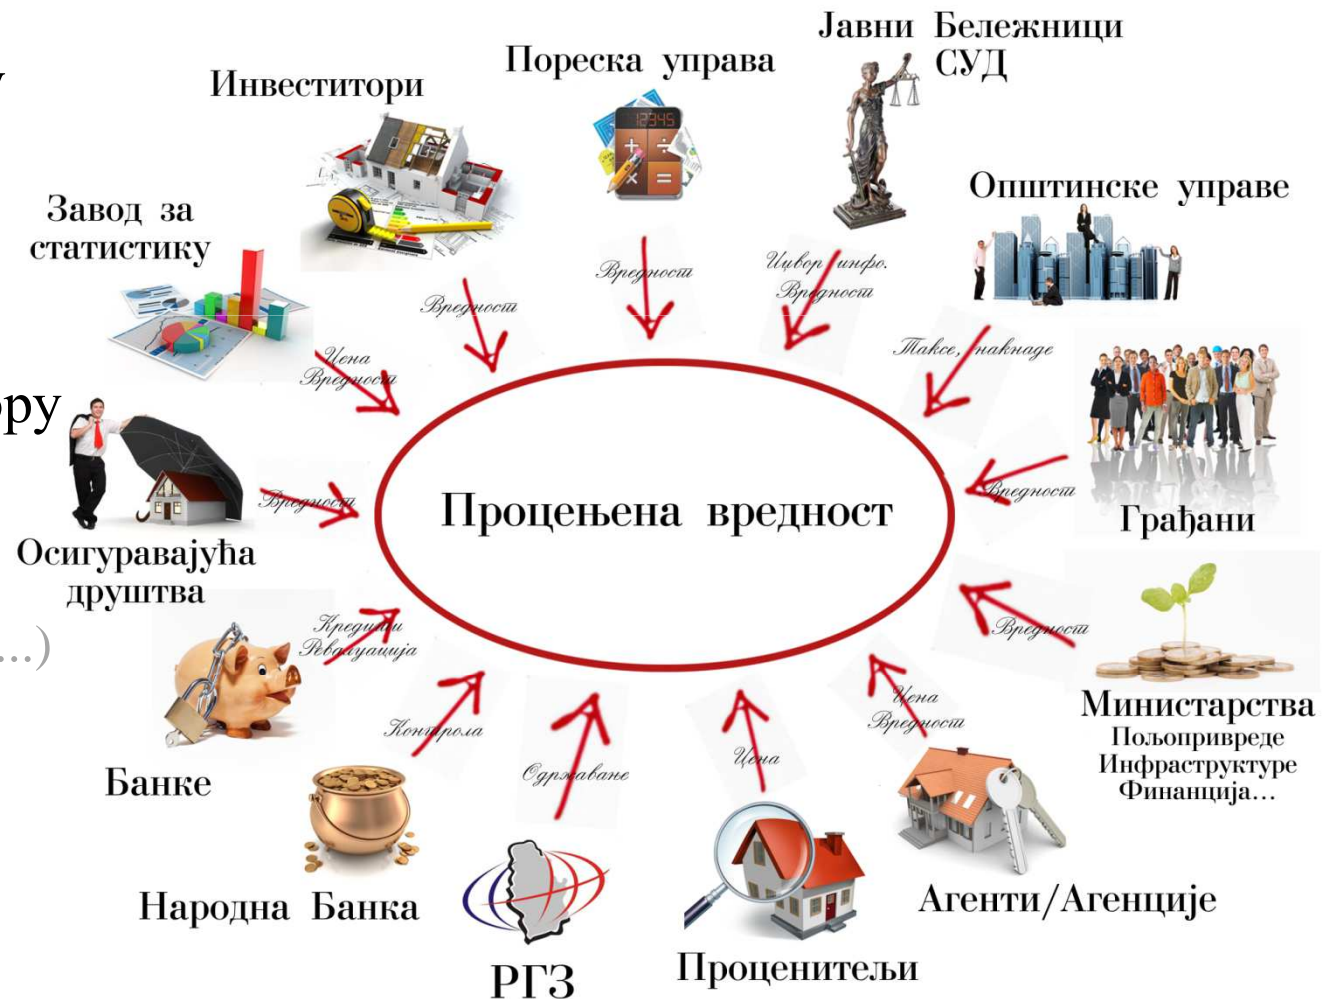 у
Јавни Бележници
СУД
Пореска управа
Инвеститори
12345
Општинске управе
Завод за
статистику
Вредност
Вредност
Извор инфо.
Вредност
Таксе, накнаде
Цена
Вредност
ору
Вредност
Вредност
Процењена вредност
Грађани
Осигуравајућа
друштва
Кредити
Ревалуација
Вредност
...)
Министарства
Пољопривреде
Инфраструктуре
Финанција...
Контрола
Одржавање
Цена
Цена
Вредност
Банке
Народна Банка
Агенти/Агенције
РГЗ
Проценитељи